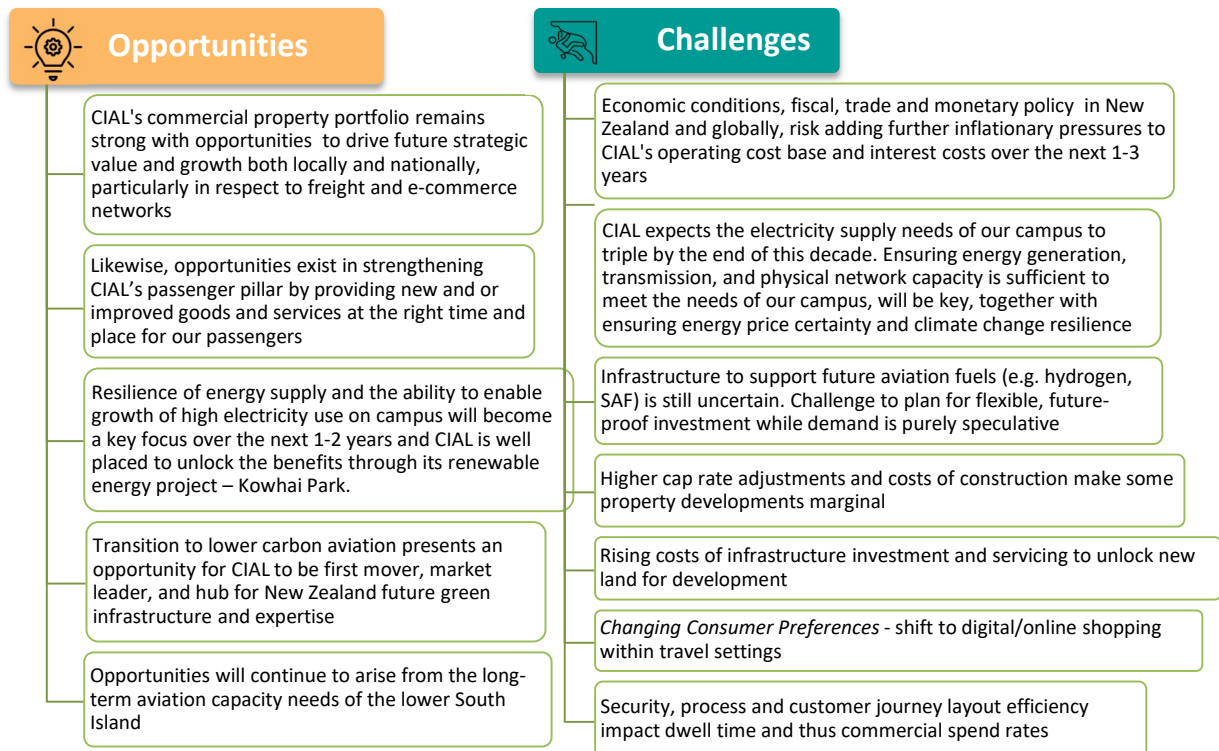 Opportunities
CIAL's commercial property portfolio remains
strong with opportunities to drive future strategic
value and growth both locally and nationally,
particularly in respect to freight and e-commerce
networks
Likewise, opportunities exist in strengthening
CIAL’s passenger pillar by providing new and or
improved goods and services at the right time and
place for our passengers
Resilience of energy supply and the ability to enable
growth of high electricity use on campus will become
a key focus over the next 1-2 years and CIAL is well
placed to unlock the benefits through its renewable
energy project – Kowhai Park.
Transition to lower carbon aviation presents an
opportunity for CIAL to be first mover, market
leader, and hub for New Zealand future green
infrastructure and expertise
Opportunities will continue to arise from the long-
term aviation capacity needs of the lower South
Island
Challenges
Economic conditions, fiscal, trade and monetary policy in New
Zealand and globally, risk adding further inflationary pressures to
CIAL's operating cost base and interest costs over the next 1-3
years
CIAL expects the electricity supply needs of our campus to
triple by the end of this decade. Ensuring energy generation,
transmission, and physical network capacity is sufficient to
meet the needs of our campus, will be key, together with
ensuring energy price certainty and climate change resilience
Infrastructure to support future aviation fuels (e.g. hydrogen,
SAF) is still uncertain. Challenge to plan for flexible, future-
proof investment while demand is purely speculative
Higher cap rate adjustments and costs of construction make some
property developments marginal
Rising costs of infrastructure investment and servicing to unlock new
land for development
Changing Consumer Preferences - shift to digital/online shopping
within travel settings
Security, process and customer journey layout efficiency
impact dwell time and thus commercial spend rates